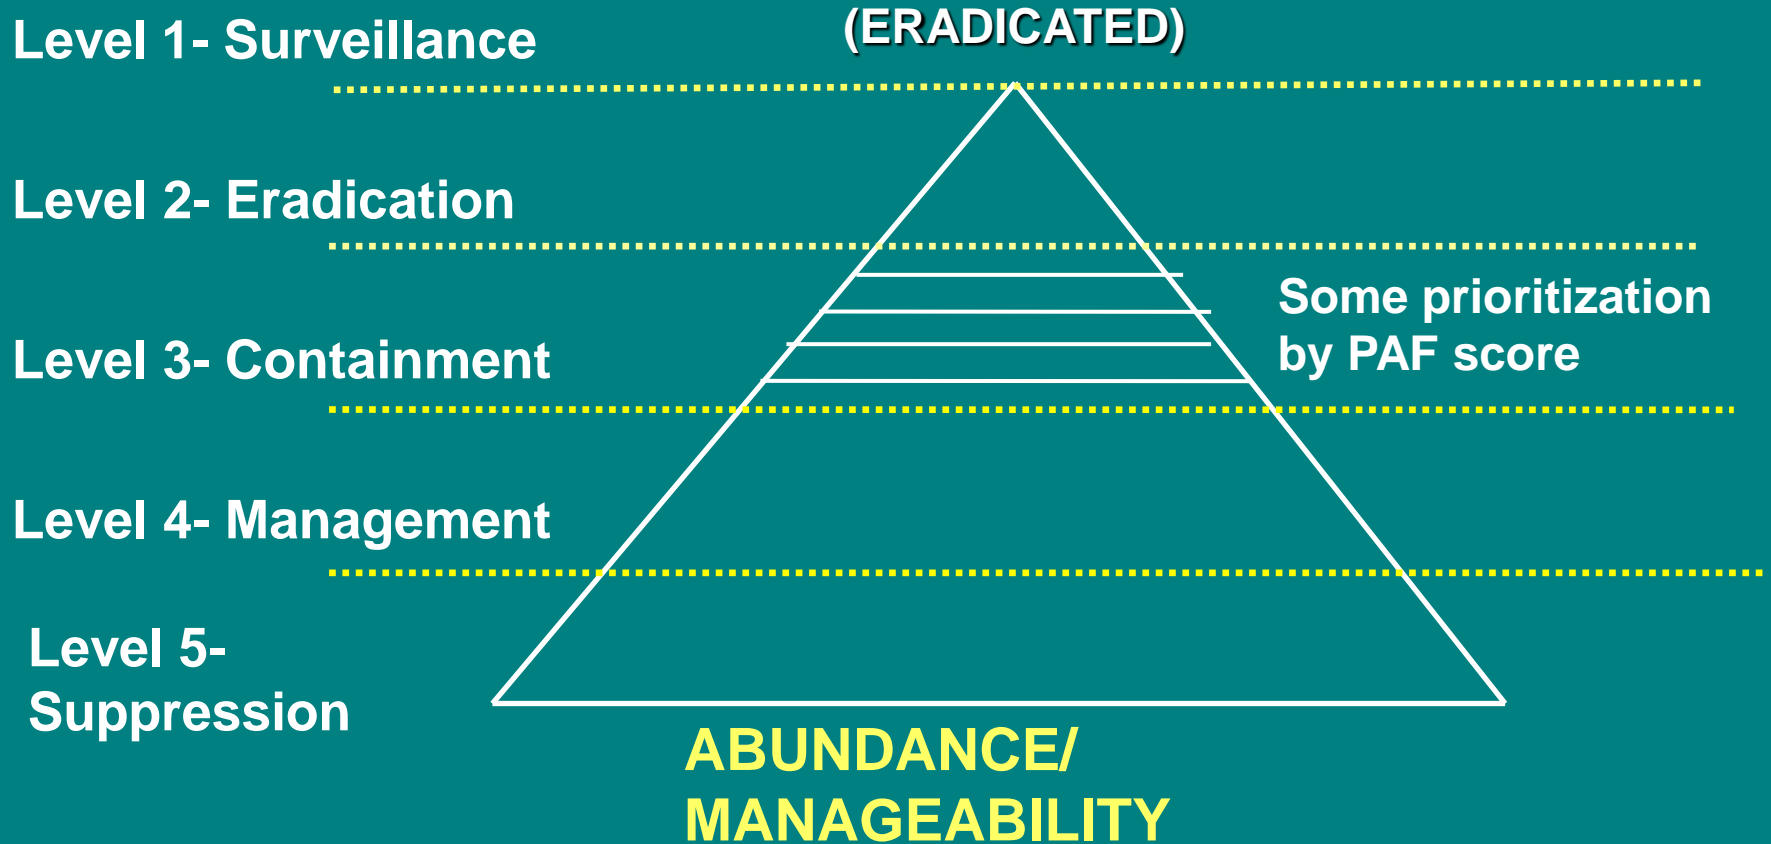 Level 1- Surveillance
(ERADICATED)
Level 2- Eradication
Some prioritization
by PAF score
Level 3- Containment
Level 4- Management
Level 5-
Suppression
ABUNDANCE/
MANAGEABILITY